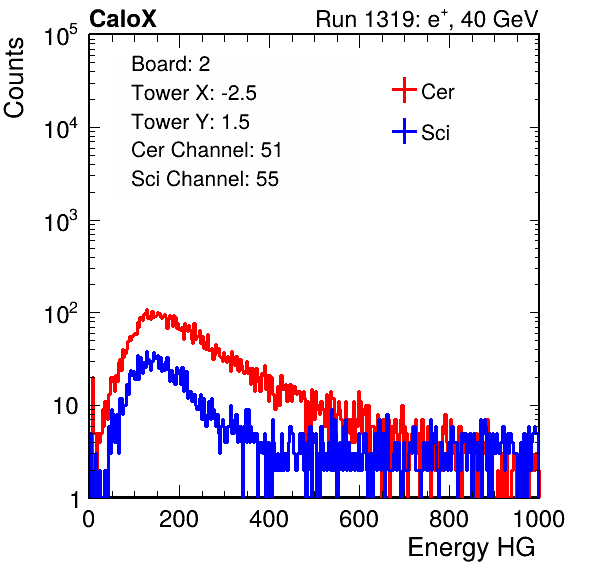 CaloX Run 1319: e⁺, 40 GeV
Counts
Board: 2
Tower X: -2.5
Tower Y: 1.5
Cer Channel: 51
Sci Channel: 55
Cer
Sci
10⁵
10⁴
10³
10²
10
1
0 200 400 600 800 1000
Energy HG